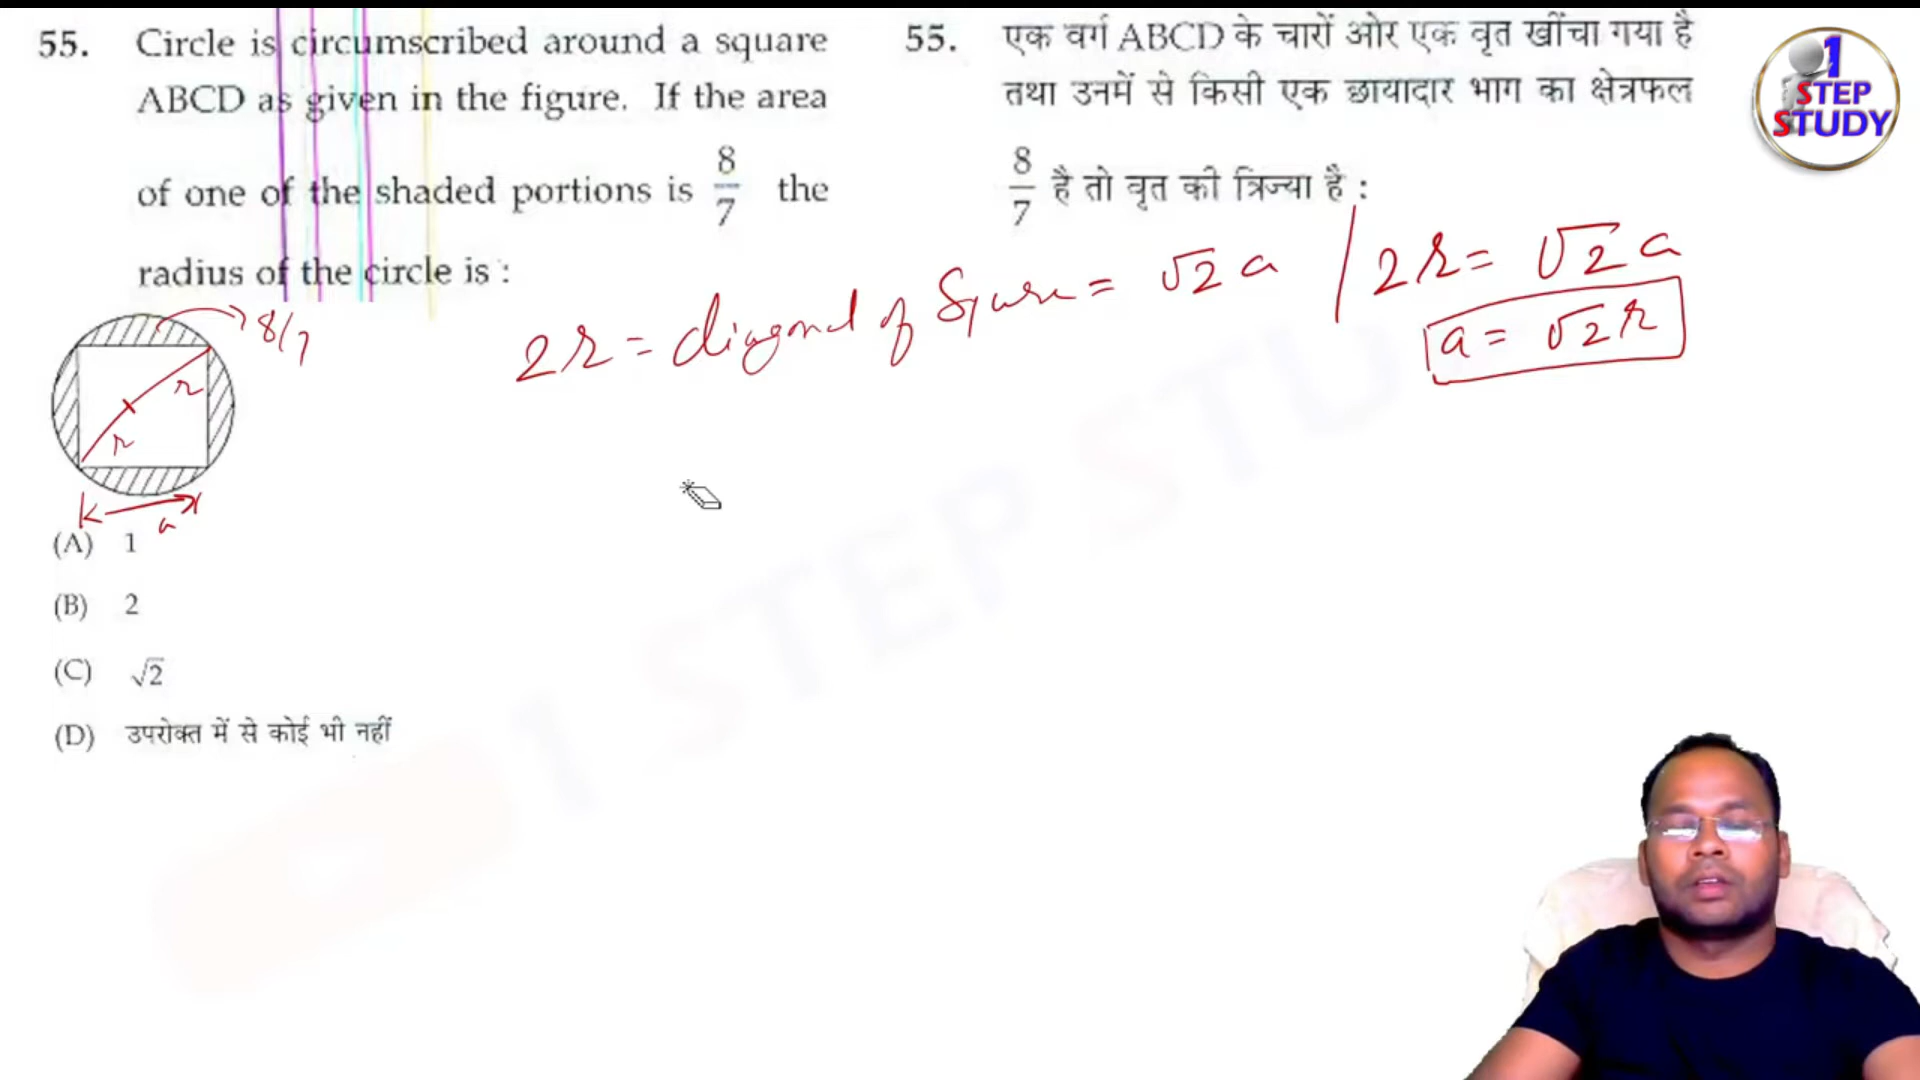 55. Circle is circumscribed around a square
ABCD as given in the figure. If the area
of one of the shaded portions is 8/7 the
radius of the circle is :
55. एक वर्ग ABCD के चारों ओर एक वृत खींचा गया है
तथा उनमें से किसी एक छायादार भाग का क्षेत्रफल
8/7 है तो वृत की त्रिज्या है :
1
STEP
STUDY
8/7
r
r
a
2r = diagonal of Square = √2 a
2r = √2 a
a = √2 r
(A) 1
(B) 2
(C) √2
(D) उपरोक्त में से कोई भी नहीं
1 STEP STU